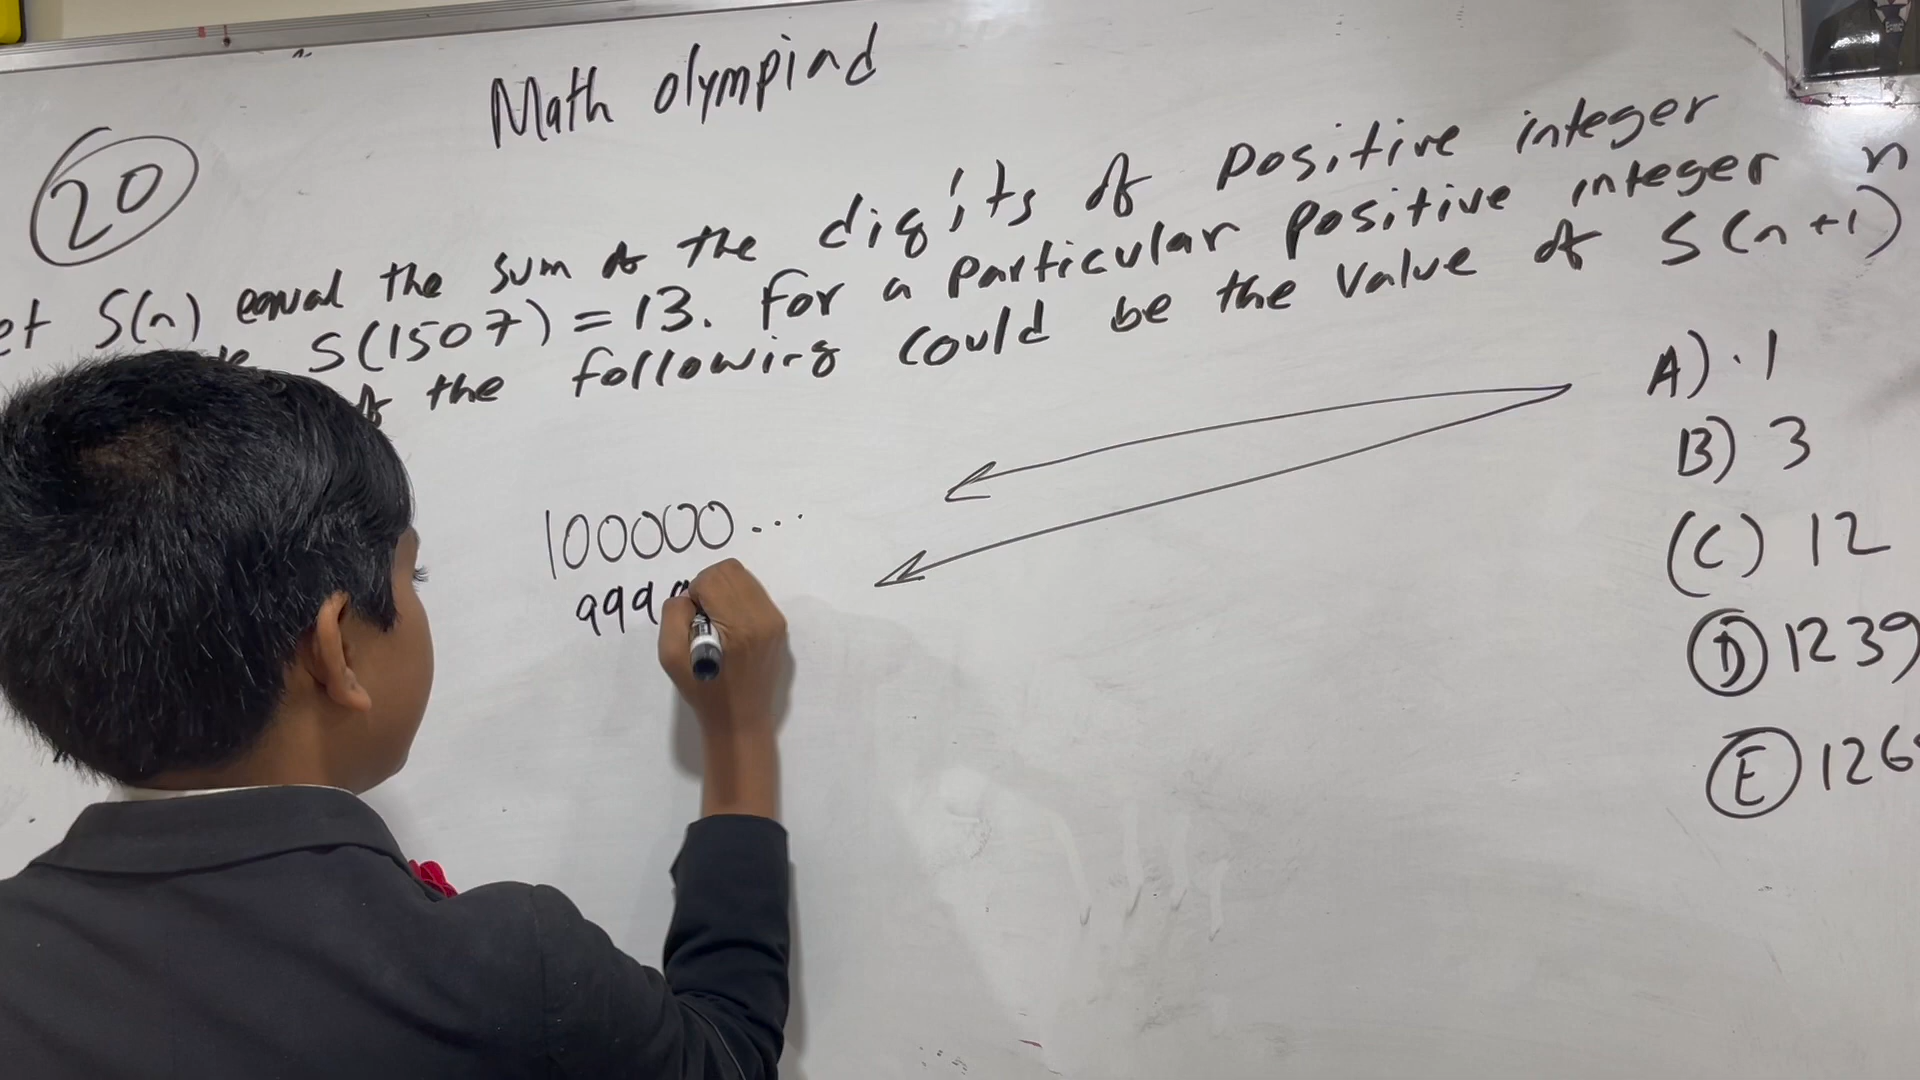 Math olympiad
20
et S(n) equal the sum of the digits of positive integer
S(1507) = 13. For a particular positive integer n
of the following could be the value of S(n+1)
A) . 1
B) 3
(C) 12
D 1239
E 126
100000...
999